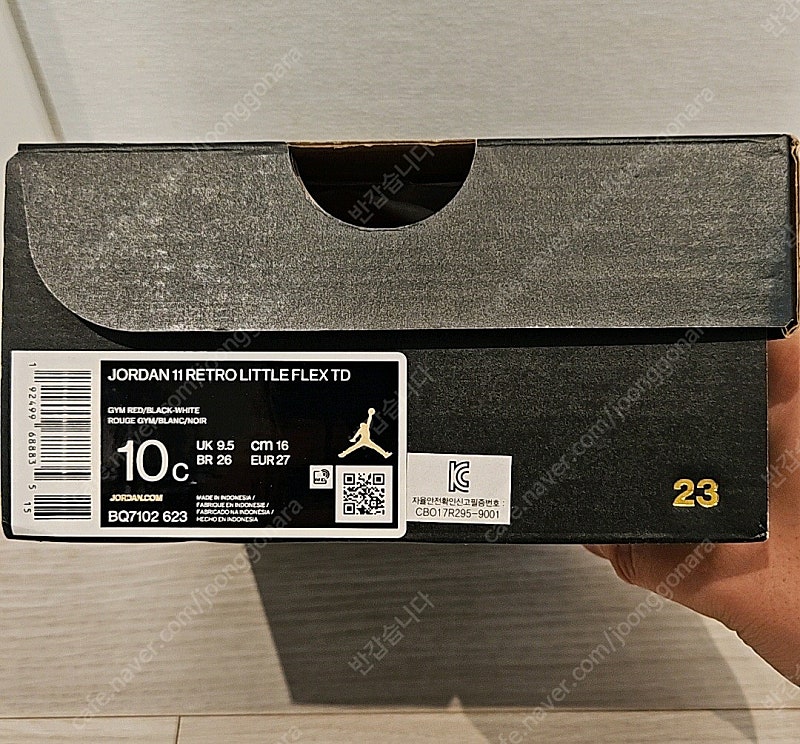 JORDAN 11 RETRO LITTLE FLEX TD
GYM RED/BLACK-WHITE
ROUGE GYM/BLANC/NOIR
10C
UK 9.5 cm 16
BR 26 EUR 27
JORDAN.COM
BQ7102 623
MADE IN INDONESIA /
FABRIQUE EN INDONESIE /
FABRICADO NA INDONÉSIA /
HECHO EN INDONESIA
1 92499 68883 5
15
자율안전확인신고필증번호 :
CB017R295-9001
23
반갑습니다
cafe.naver.com/joonggonara